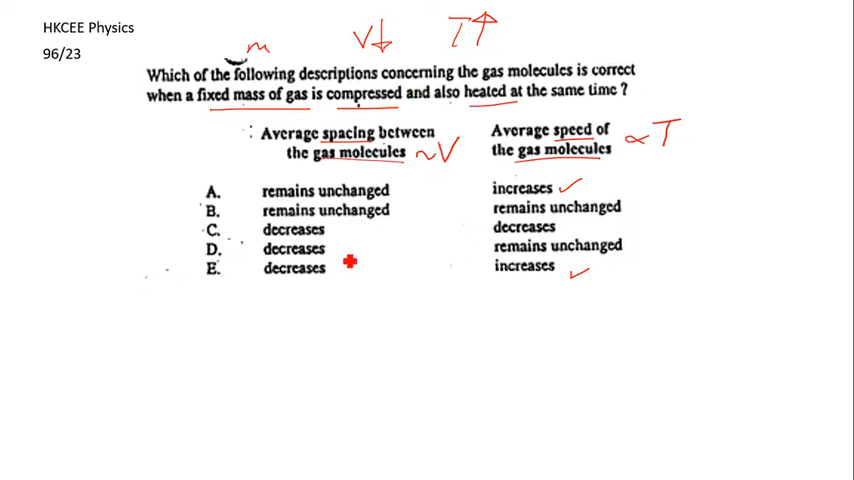 HKCEE Physics
96/23
m V↓ T↑
Which of the following descriptions concerning the gas molecules is correct
when a fixed mass of gas is compressed and also heated at the same time ?
Average spacing between Average speed of
the gas molecules ~V the gas molecules ∝ T
A. remains unchanged increases ✓
B. remains unchanged remains unchanged
C. decreases decreases
D. decreases remains unchanged
E. decreases increases ✓